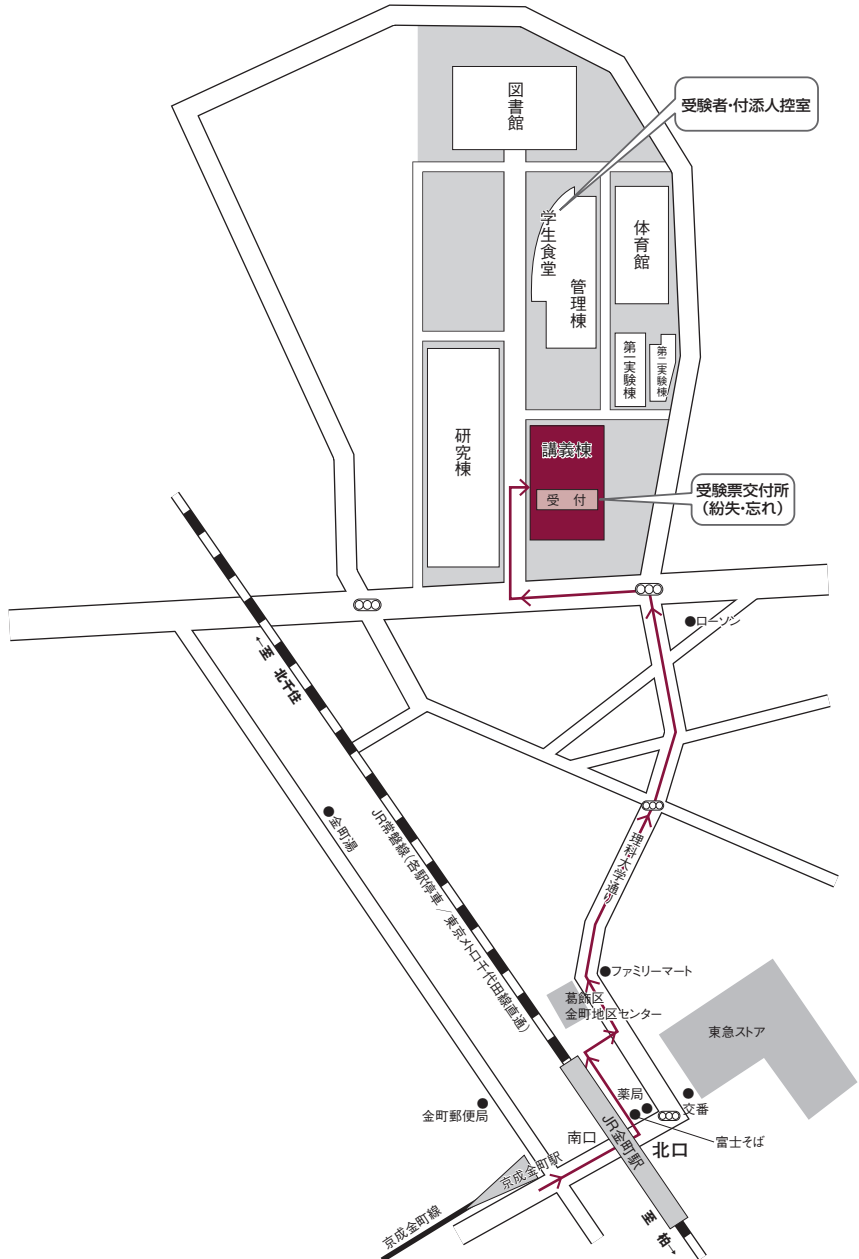 図書館
受験者・付添人控室
学生食堂
管理棟
体育館
第一実験棟
第二実験棟
研究棟
講義棟
受 付
受験票交付所
（紛失・忘れ）
ローソン
←至 北千住
金町湯
JR常磐線（各駅停車／東京メトロ千代田線直通）
理科大学通り
ファミリーマート
葛飾区
金町地区センター
東急ストア
薬局
交番
金町郵便局
富士そば
南口
JR金町駅
北口
京成金町駅
京成金町線
至 柏→